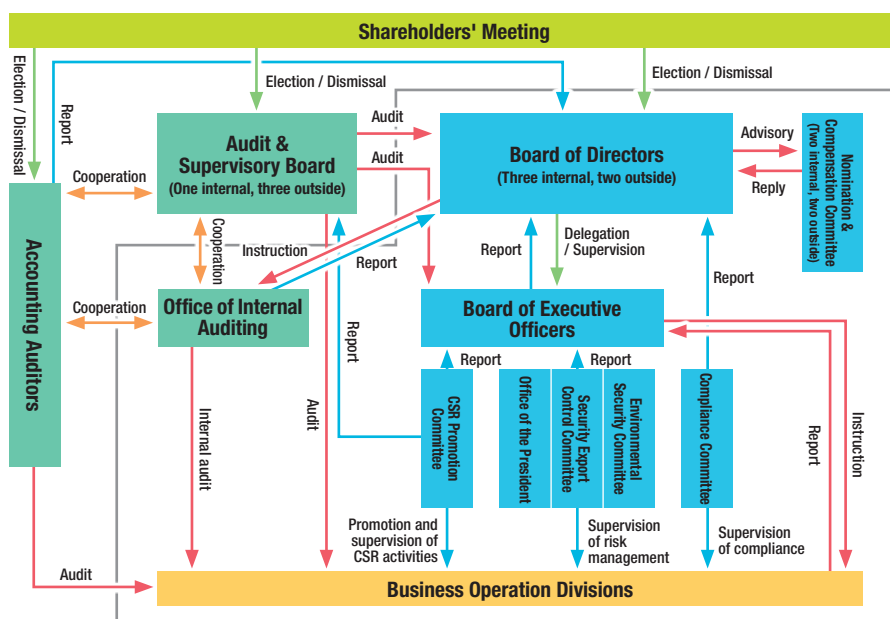 Shareholders' Meeting
Election / Dismissal
Report
Election / Dismissal
Election / Dismissal
Audit &
Supervisory Board
(One internal, three outside)
Audit
Audit
Board of Directors
(Three internal, two outside)
Advisory
Reply
Nomination &
Compensation Committee
(Two internal, two outside)
Cooperation
Accounting Auditors
Cooperation
Instruction
Report
Report
Delegation
/ Supervision
Report
Cooperation
Office of Internal
Auditing
Board of Executive
Officers
Report
Report
Report
Internal audit
Audit
CSR Promotion
Committee
Office of the President
Security Export
Control Committee
Environmental
Security Committee
Compliance Committee
Report
Instruction
Promotion and
supervision of
CSR activities
Supervision
of risk
management
Supervision
of compliance
Audit
Business Operation Divisions